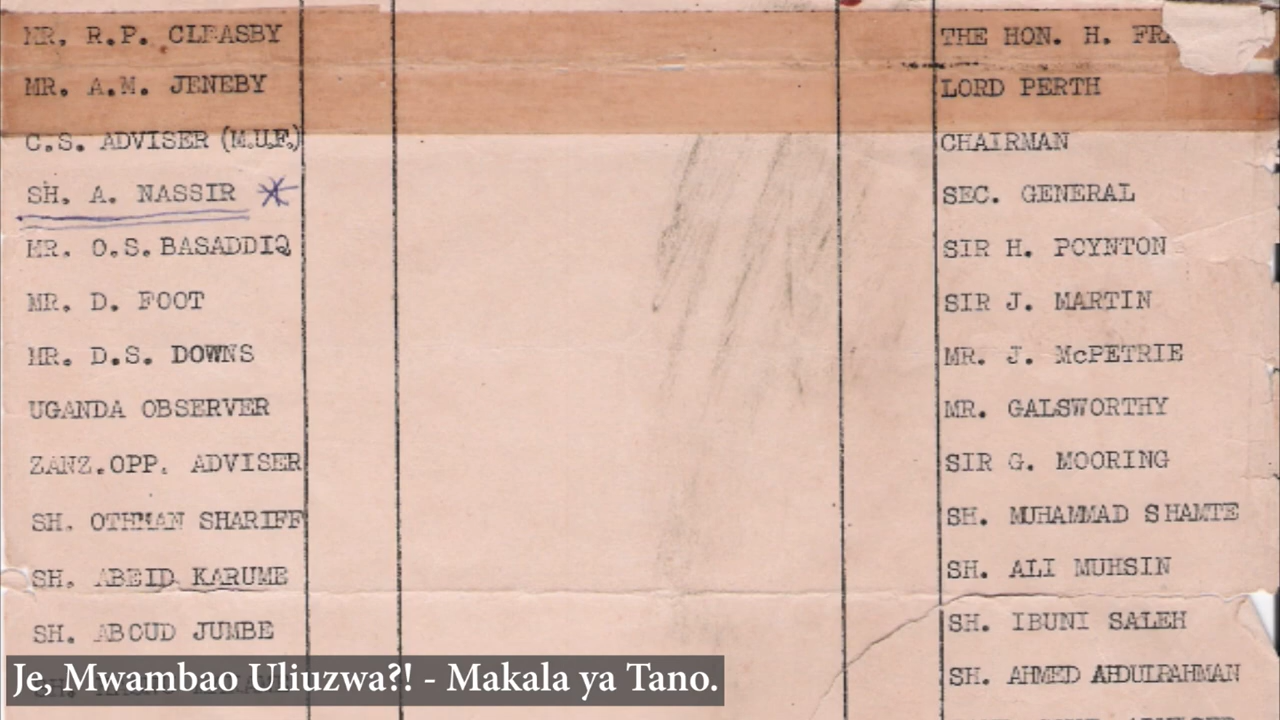 MR. R.P. CLEASBY
MR. A.M. JENEBY
C.S. ADVISER (M.U.F.)
SH. A. NASSIR
MR. O.S. BASADDIQ
MR. D. FOOT
MR. D.S. DOWNS
UGANDA OBSERVER
ZANZ.OPP. ADVISER
SH. OTHMAN SHARIFF
SH. ABEID KARUME
SH. ABOUD JUMBE
THE HON. H.
LORD PERTH
CHAIRMAN
SEC. GENERAL
SIR H. POYNTON
SIR J. MARTIN
MR. J. McPETRIE
MR. GALSWORTHY
SIR G. MOORING
SH. MUHAMMAD SHAMTE
SH. ALI MUHSIN
SH. IBUNI SALEH
SH. AHMED AHDULRAHMAN
Je, Mwambao Uliuzwa?! - Makala ya Tano.